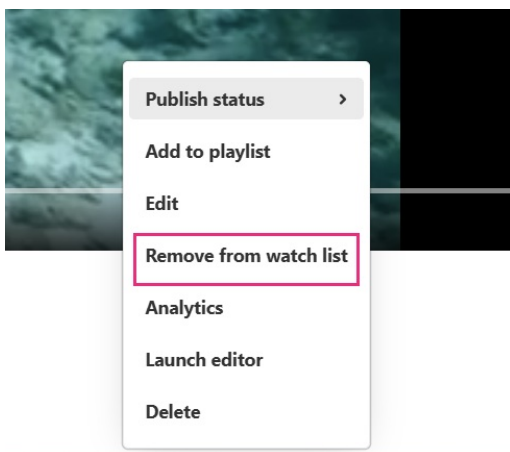 Publish status
Add to playlist
Edit
Remove from watch list
Analytics
Launch editor
Delete